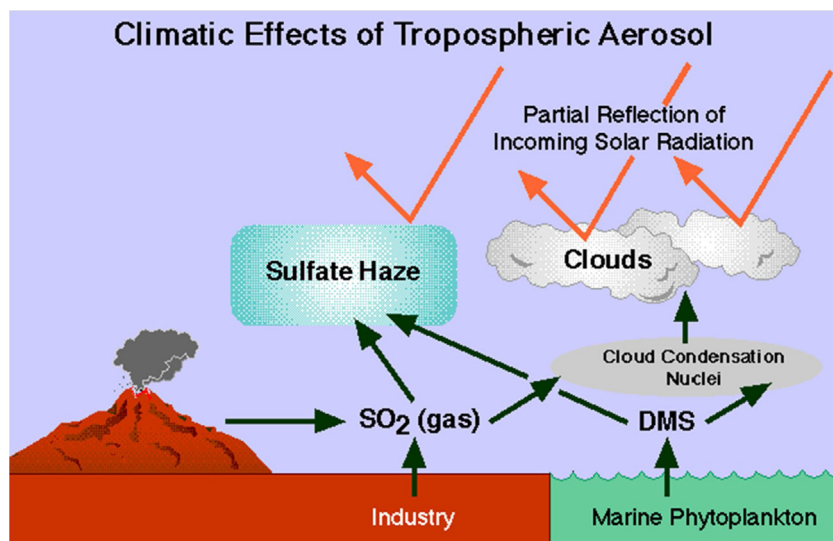 Climatic Effects of Tropospheric Aerosol
Partial Reflection of
Incoming Solar Radiation
Sulfate Haze
Clouds
Cloud Condensation
Nuclei
SO2 (gas)
DMS
Industry
Marine Phytoplankton